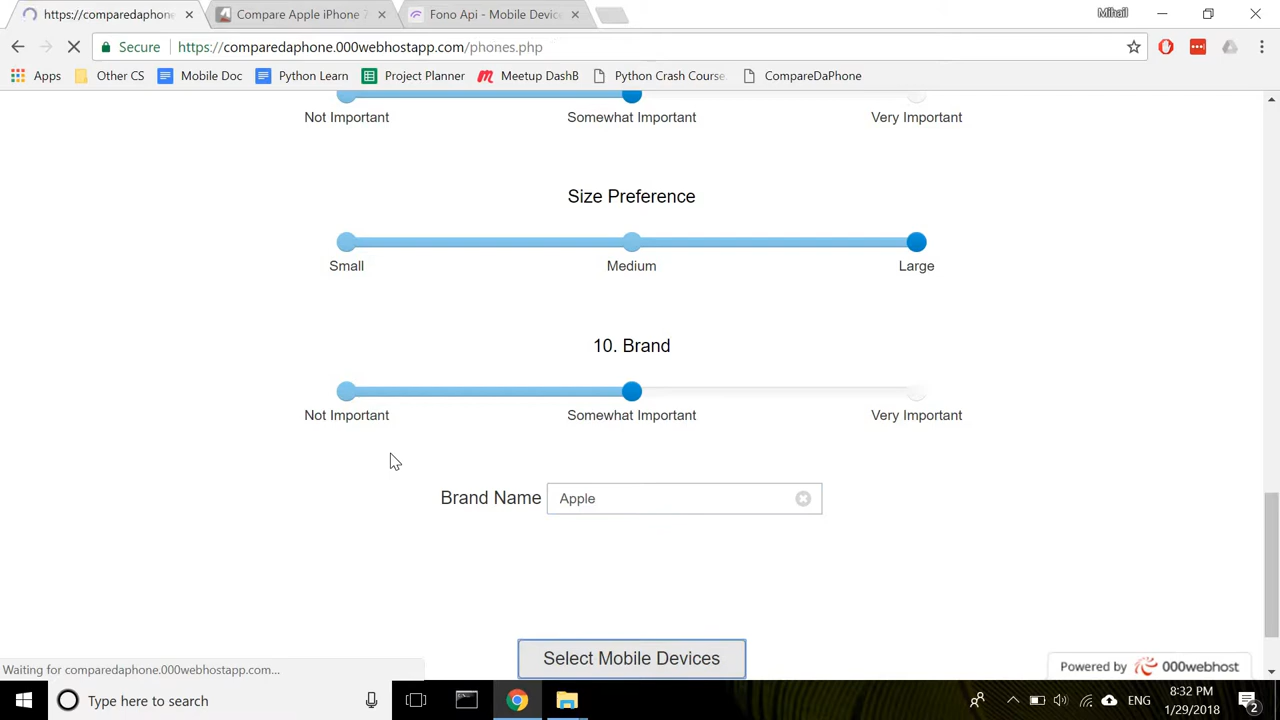 https://comparedaphone.
Compare Apple iPhone 7
Fono Api - Mobile Device
Mihail
Secure
https://comparedaphone.000webhostapp.com/phones.php
Apps
Other CS
Mobile Doc
Python Learn
Project Planner
Meetup DashB
Python Crash Course.
CompareDaPhone
Not Important
Somewhat Important
Very Important
Size Preference
Small
Medium
Large
10. Brand
Not Important
Somewhat Important
Very Important
Brand Name
Apple
Select Mobile Devices
Waiting for comparedaphone.000webhostapp.com...
Powered by
000webhost
Type here to search
ENG
8:32 PM
1/29/2018
2